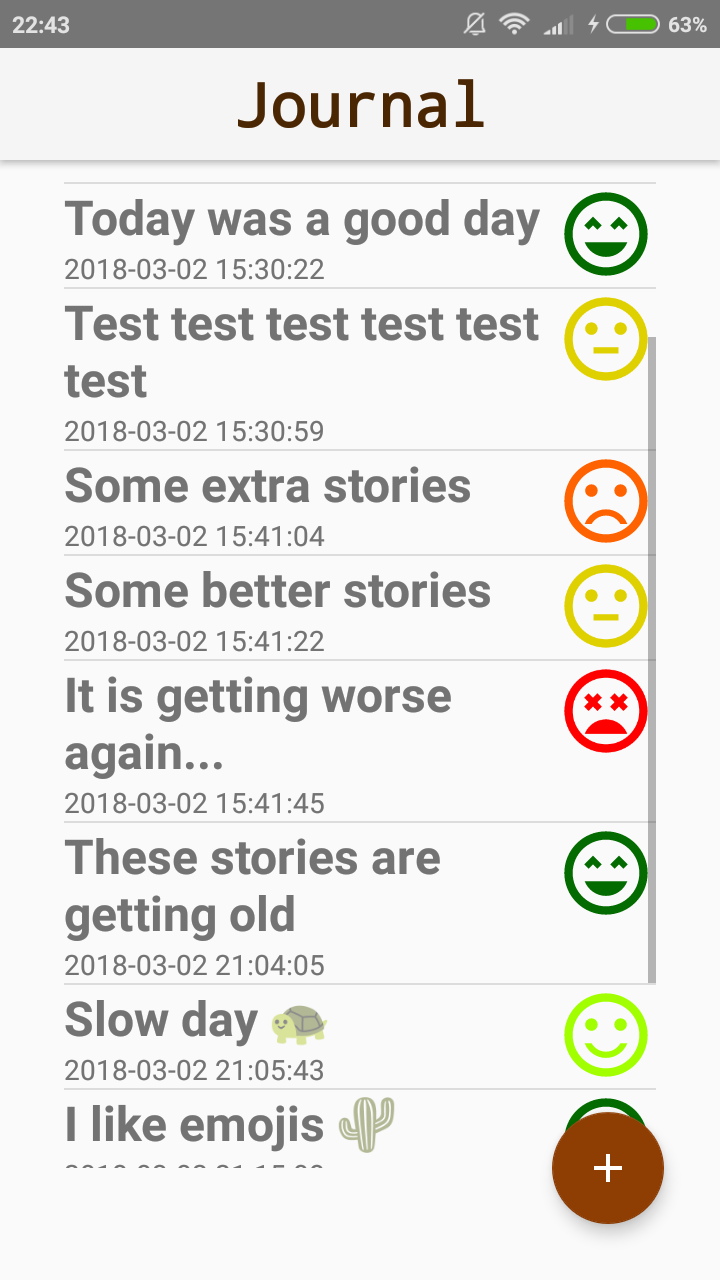 22:43 63%
Journal
Today was a good day
2018-03-02 15:30:22
Test test test test test
test
2018-03-02 15:30:59
Some extra stories
2018-03-02 15:41:04
Some better stories
2018-03-02 15:41:22
It is getting worse
again...
2018-03-02 15:41:45
These stories are
getting old
2018-03-02 21:04:05
Slow day 🐢
2018-03-02 21:05:43
I like emojis 🌵